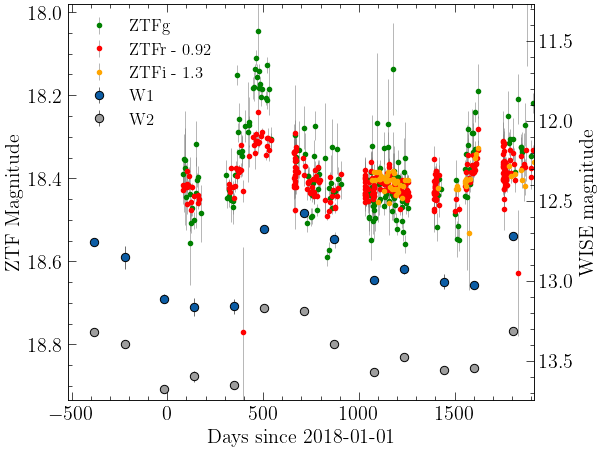 ZTFg
ZTFr - 0.92
ZTFi - 1.3
W1
W2
18.0
18.2
18.4
18.6
18.8
ZTF Magnitude
11.5
12.0
12.5
13.0
13.5
WISE magnitude
−500
0
500
1000
1500
Days since 2018-01-01